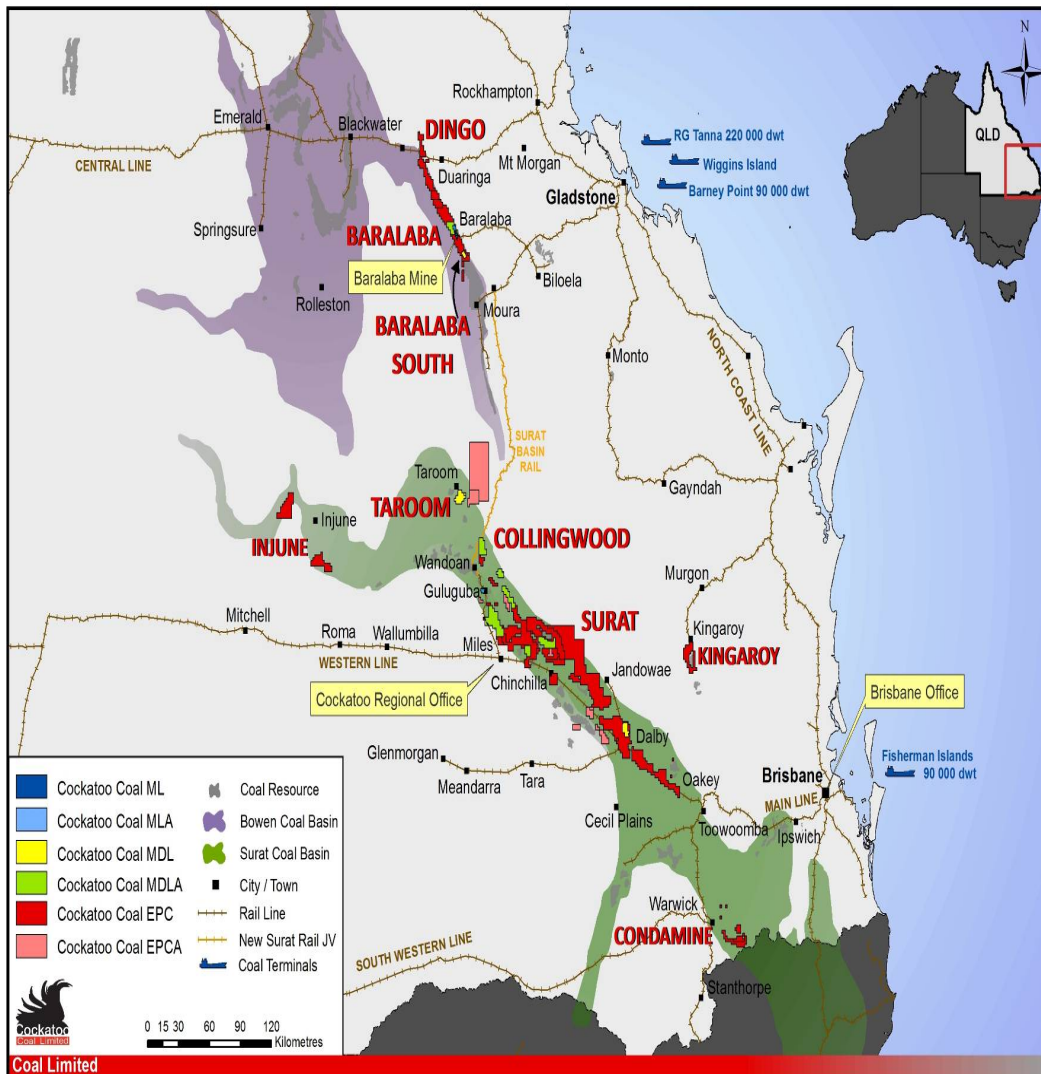 N
QLD
Rockhampton
RG Tanna 220 000 dwt
Wiggins Island
Barney Point 90 000 dwt
Emerald
Blackwater
DINGO
Mt Morgan
CENTRAL LINE
Duaringa
Gladstone
Springsure
Baralaba
BARALABA
Baralaba Mine
Biloela
Rolleston
Moura
BARALABA
SOUTH
Monto
NORTH COAST LINE
SURAT
BASIN
RAIL
Taroom
TAROOM
Gayndah
Injune
INJUNE
COLLINGWOOD
Wandoan
Guluguba
Murgon
SURAT
Kingaroy
KINGAROY
Mitchell
Roma
Wallumbilla
Miles
WESTERN LINE
Jandowae
Chinchilla
Cockatoo Regional Office
Brisbane Office
Dalby
Glenmorgan
Meandarra
Tara
Fisherman Islands
90 000 dwt
Oakey
Brisbane
MAIN LINE
Cecil Plains
Toowoomba
Ipswich
Warwick
CONDAMINE
SOUTH WESTERN LINE
Stanthorpe
Cockatoo Coal ML
Cockatoo Coal MLA
Cockatoo Coal MDL
Cockatoo Coal MDLA
Cockatoo Coal EPC
Cockatoo Coal EPCA
Coal Resource
Bowen Coal Basin
Surat Coal Basin
City / Town
Rail Line
New Surat Rail JV
Coal Terminals
Cockatoo
Coal Limited
0 15 30 60 90 120
Kilometres
Coal Limited